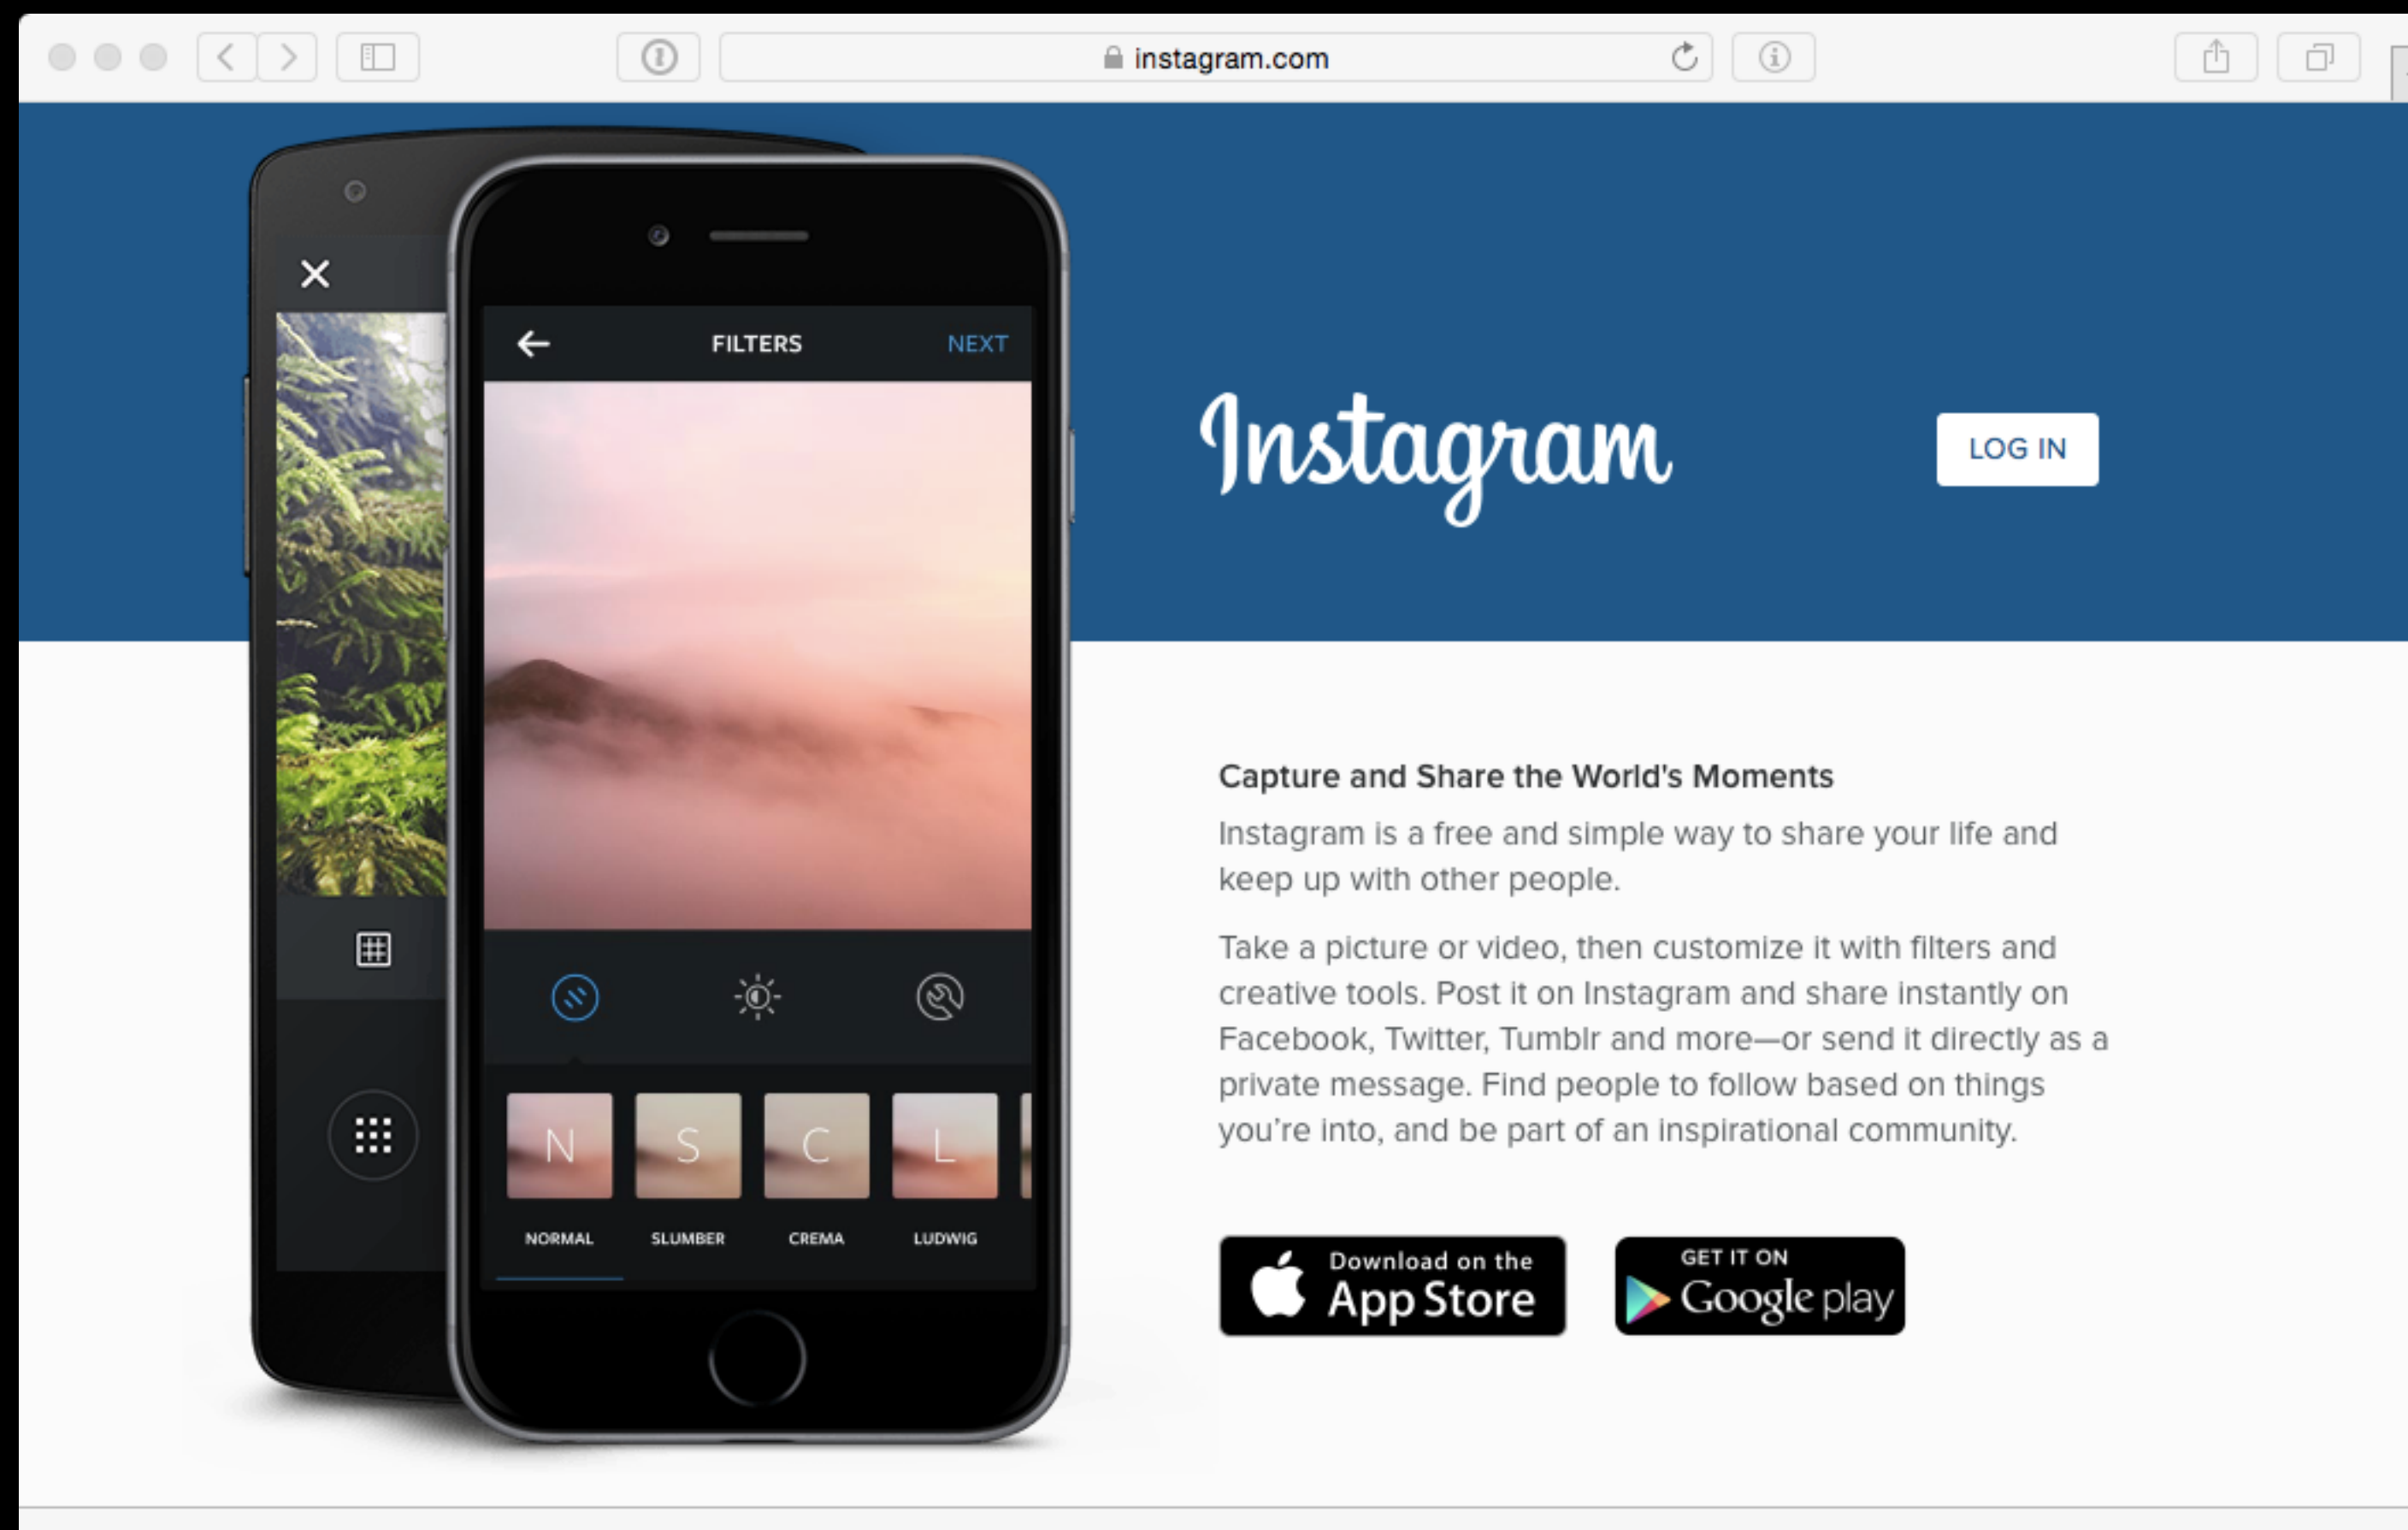 instagram.com
FILTERS
NEXT
N
S
C
L
NORMAL
SLUMBER
CREMA
LUDWIG
Instagram
LOG IN
Capture and Share the World's Moments
Instagram is a free and simple way to share your life and
keep up with other people.
Take a picture or video, then customize it with filters and
creative tools. Post it on Instagram and share instantly on
Facebook, Twitter, Tumblr and more—or send it directly as a
private message. Find people to follow based on things
you’re into, and be part of an inspirational community.
Download on the
App Store
GET IT ON
Google play